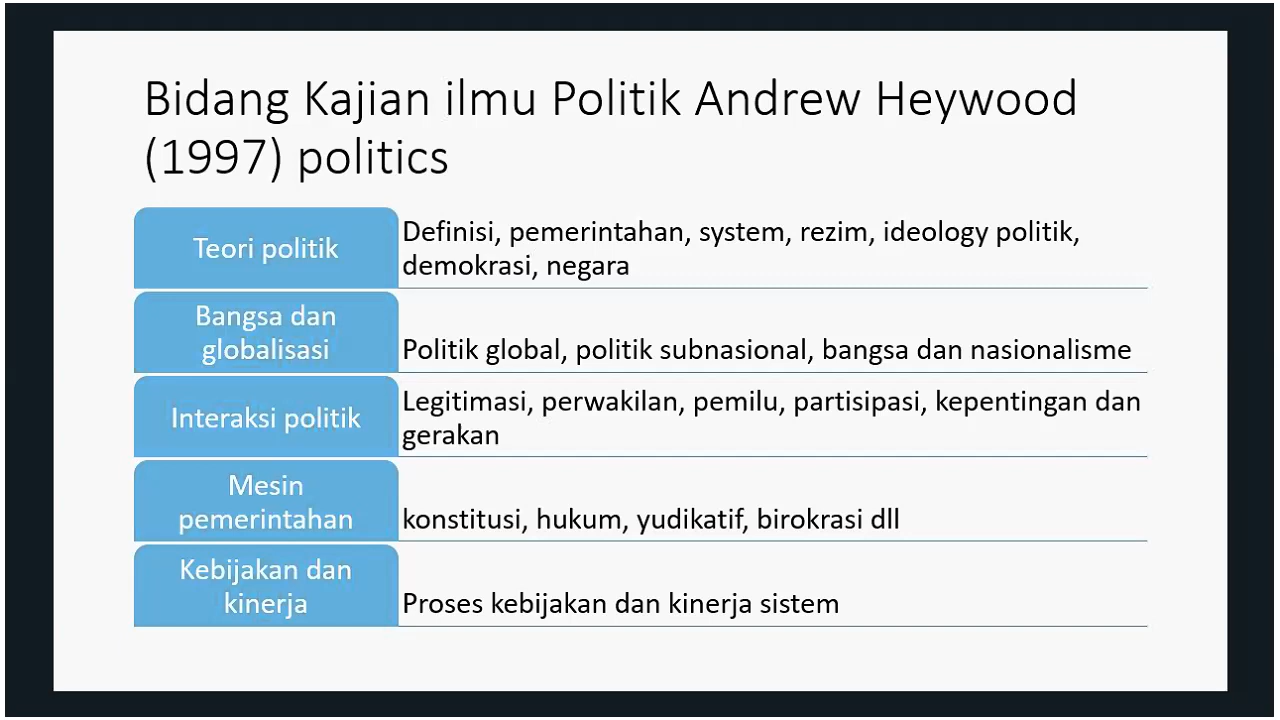 Bidang Kajian ilmu Politik Andrew Heywood
(1997) politics
Teori politik
Definisi, pemerintahan, system, rezim, ideology politik,
demokrasi, negara
Bangsa dan
globalisasi
Politik global, politik subnasional, bangsa dan nasionalisme
Interaksi politik
Legitimasi, perwakilan, pemilu, partisipasi, kepentingan dan
gerakan
Mesin
pemerintahan
konstitusi, hukum, yudikatif, birokrasi dll
Kebijakan dan
kinerja
Proses kebijakan dan kinerja sistem